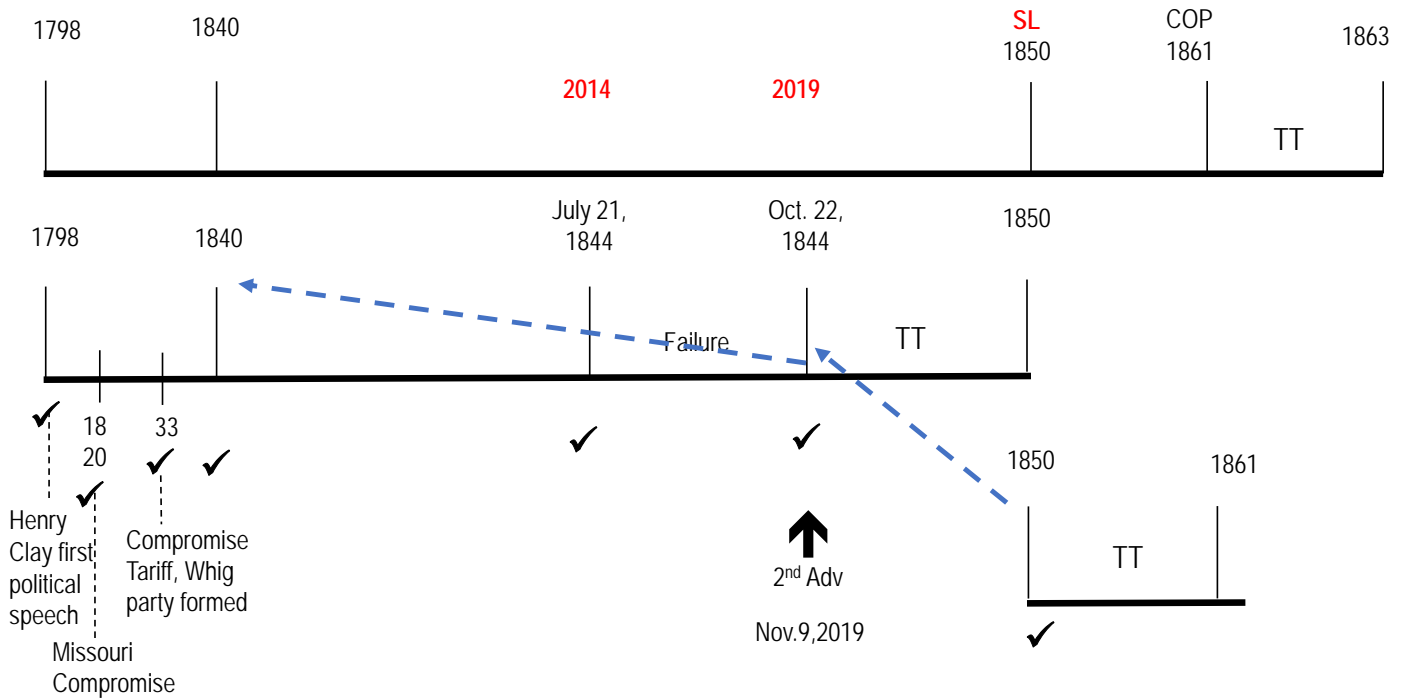 1798
1840
2014
2019
SL
1850
COP
1861
1863
TT
1798
1840
July 21,
1844
Oct. 22,
1844
1850
Failure
TT
18
20
33
Henry
Clay first
political
speech
Missouri
Compromise
Compromise
Tariff, Whig
party formed
2nd Adv
Nov.9,2019
1850
1861
TT